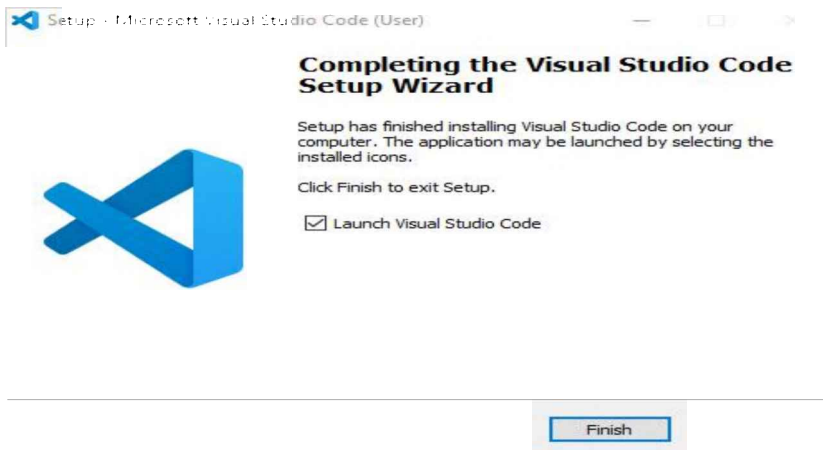 Setup - Microsoft Visual Studio Code (User)
Completing the Visual Studio Code
Setup Wizard
Setup has finished installing Visual Studio Code on your
computer. The application may be launched by selecting the
installed icons.
Click Finish to exit Setup.
Launch Visual Studio Code
Finish